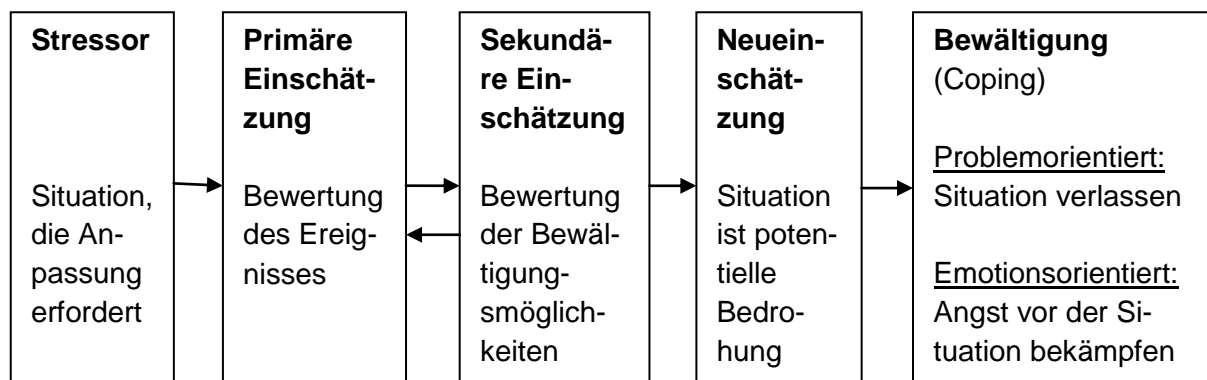 Stressor
Situation,
die An-
passung
erfordert
Primäre
Einschät-
zung
Bewertung
des Ereig-
nisses
Sekundä-
re Ein-
schätzung
Bewertung
der Bewäl-
tigung-
smöglich-
keiten
Neuein-
schät-
zung
Situation
ist poten-
tielle
Bedro-
hung
Bewältigung
(Coping)
Problemorientiert:
Situation verlassen
Emotionsorientiert:
Angst vor der Si-
tuation bekämpfen